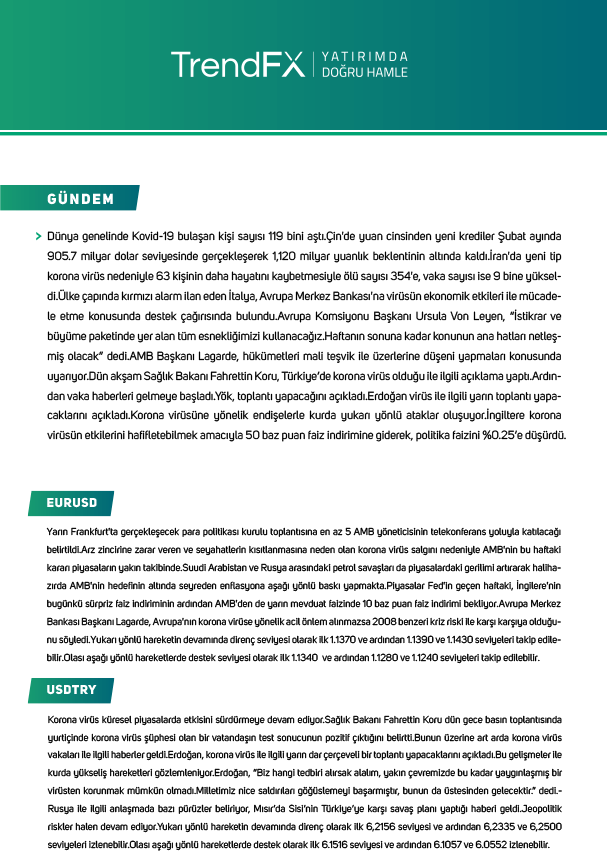 TrendFX | YATIRIMDA
DOĞRU HAMLE
GÜNDEM
> Dünya genelinde Kovid-19 bulaşan kişi sayısı 119 bini aştı.Çin'de yuan cinsinden yeni krediler Şubat ayında
905.7 milyar dolar seviyesinde gerçekleşerek 1,120 milyar yuanlık beklentinin altında kaldı.İran'da yeni tip
korona virüs nedeniyle 63 kişinin daha hayatını kaybetmesiyle ölü sayısı 354'e, vaka sayısı ise 9 bine yüksel-
di.Ülke çapında kırmızı alarm ilan eden İtalya, Avrupa Merkez Bankası'na virüsün ekonomik etkileri ile mücade-
le etme konusunda destek çağrısında bulundu.Avrupa Komsiyonu Başkanı Ursula Von Leyen, "İstikrar ve
büyüme paketinde yer alan tüm esnekliğimizi kullanacağız.Haftanın sonuna kadar konunun ana hatları netleş-
miş olacak" dedi.AMB Başkanı Lagarde, hükümetleri mali teşvik ile üzerlerine düşeni yapmaları konusunda
uyarıyor.Dün akşam Sağlık Bakanı Fahrettin Koru, Türkiye'de korona virüs olduğu ile ilgili açıklama yaptı.Ardın-
dan vaka haberleri gelmeye başladı.Yök, toplantı yapacağını açıkladı.Erdoğan virüs ile ilgili yarın toplantı yapa-
caklarını açıkladı.Korona virüsüne yönelik endişelerle kurda yukarı yönlü ataklar oluşuyor.İngiltere korona
virüsün etkilerini hafifletebilmek amacıyla 50 baz puan faiz indirimine giderek, politika faizini %0.25'e düşürdü.
EURUSD
Yarın Frankfurt'ta gerçekleşecek para politikası kurulu toplantısına en az 5 AMB yöneticisinin telekonferans yoluyla katılacağı
belirtildi.Arz zincirine zarar veren ve seyahatlerin kısıtlanmasına neden olan korona virüs salgını nedeniyle AMB'nin bu haftaki
kararı piyasaların yakın takibinde.Suudi Arabistan ve Rusya arasındaki petrol savaşları da piyasalardaki gerilimi artırarak haliha-
zırda AMB'nin hedefinin altında seyreden enflasyona aşağı yönlü baskı yapmakta.Piyasalar Fed'in geçen haftaki, İngilere'nin
bugünkü sürpriz faiz indiriminin ardından AMB'den de yarın mevduat faizinde 10 baz puan faiz indirimi bekliyor.Avrupa Merkez
Bankası Başkanı Lagarde, Avrupa'nın korona virüse yönelik acil önlem alınmazsa 2008 benzeri kriz riski ile karşı karşıya olduğu-
nu söyledi.Yukarı yönlü hareketin devamında direnç seviyesi olarak ilk 1.1370 ve ardından 1.1390 ve 1.1430 seviyeleri takip edile-
bilir.Olası aşağı yönlü hareketlerde destek seviyesi olarak ilk 1.1340 ve ardından 1.1280 ve 1.1240 seviyeleri takip edilebilir.
USDTRY
Korona virüs küresel piyasalarda etkisini sürdürmeye devam ediyor.Sağlık Bakanı Fahrettin Koru dün gece basın toplantısında
yurtiçinde korona virüs şüphesi olan bir vatandaşın test sonucunun pozitif çıktığını belirtti.Bunun üzerine art arda korona virüs
vakaları ile ilgili haberler geldi.Erdoğan, korona virüs ile ilgili yarın dar çerçeveli bir toplantı yapacaklarını açıkladı.Bu gelişmeler ile
kurda yükseliş hareketleri gözlemleniyor.Erdoğan, "Biz hangi tedbiri alırsak alalım, yakın çevremizde bu kadar yaygınlaşmış bir
virüsten korunmak mümkün olmadı.Milletimiz nice saldırıları göğüslemeyi başarmıştır, bunun da üstesinden gelecektir." dedi.-
Rusya ile ilgili anlaşmada bazı pürüzler beliriyor, Mısır'da Sisi'nin Türkiye'ye karşı savaş planı yaptığı haberi geldi.Jeopolitik
riskler halen devam ediyor.Yukarı yönlü hareketin devamında direnç olarak ilk 6,2156 seviyesi ve ardından 6,2335 ve 6,2500
seviyeleri izlenebilir.Olası aşağı yönlü hareketlerde destek olarak ilk 6.1516 seviyesi ve ardından 6.1057 ve 6.0552 izlenebilir.